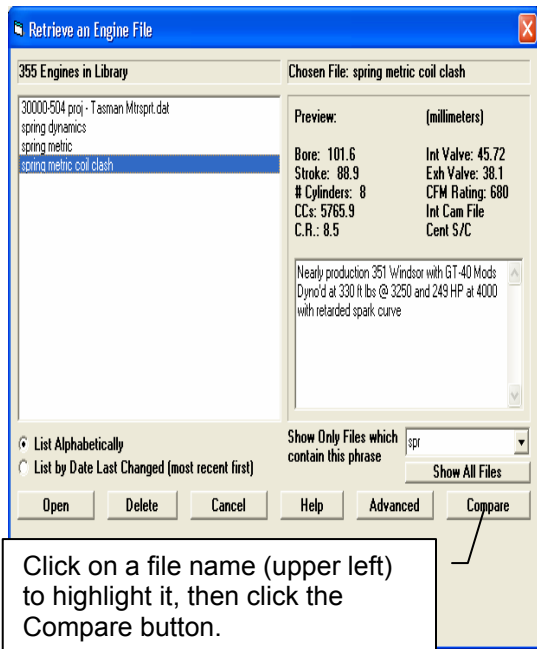 Retrieve an Engine File
355 Engines in Library
Chosen File: spring metric coil clash
30000-504 proj - Tasman Mtrsprt.dat
spring dynamics
spring metric
spring metric coil clash
Preview: (millimeters)
Bore: 101.6 Int Valve: 45.72
Stroke: 88.9 Exh Valve: 38.1
# Cylinders: 8 CFM Rating: 680
CCs: 5765.9 Int Cam File
C.R.: 8.5 Cent S/C
Nearly production 351 Windsor with GT-40 Mods
Dyno'd at 330 ft lbs @ 3250 and 249 HP at 4000
with retarded spark curve
List Alphabetically
List by Date Last Changed (most recent first)
Show Only Files which
contain this phrase
spr
Show All Files
Open Delete Cancel Help Advanced Compare
Click on a file name (upper left)
to highlight it, then click the
Compare button.